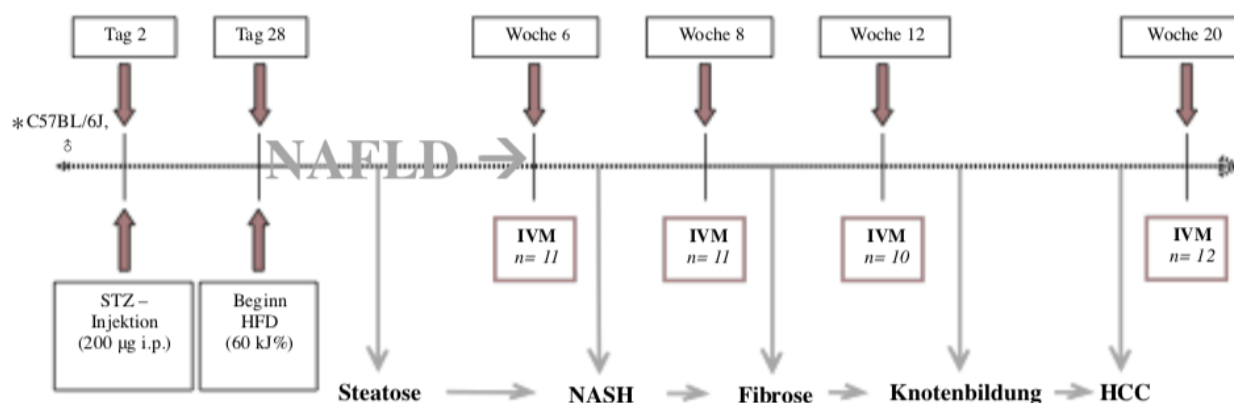 Tag 2
Tag 28
Woche 6
Woche 8
Woche 12
Woche 20
*C57BL/6J,
♂
NAFLD →
IVM
n= 11
IVM
n= 11
IVM
n= 10
IVM
n= 12
STZ –
Injektion
(200 µg i.p.)
Beginn
HFD
(60 kJ%)
Steatose → NASH → Fibrose → Knotenbildung → HCC